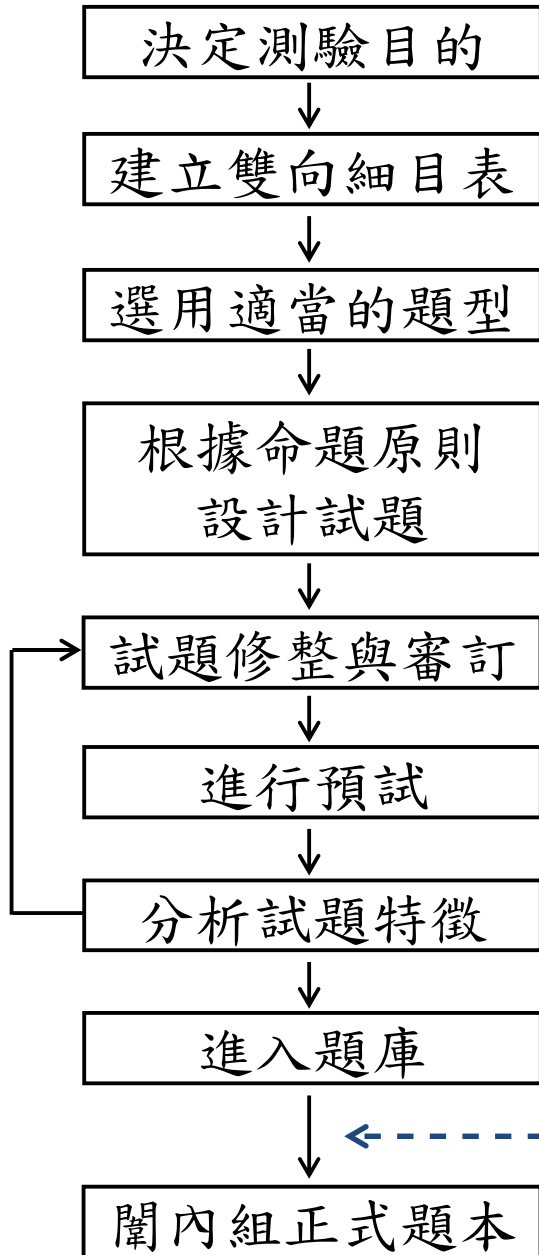 決定測驗目的
建立雙向細目表
選用適當的題型
根據命題原則
設計試題
試題修整與審訂
進行預試
分析試題特徵
進入題庫
闈內組正式題本